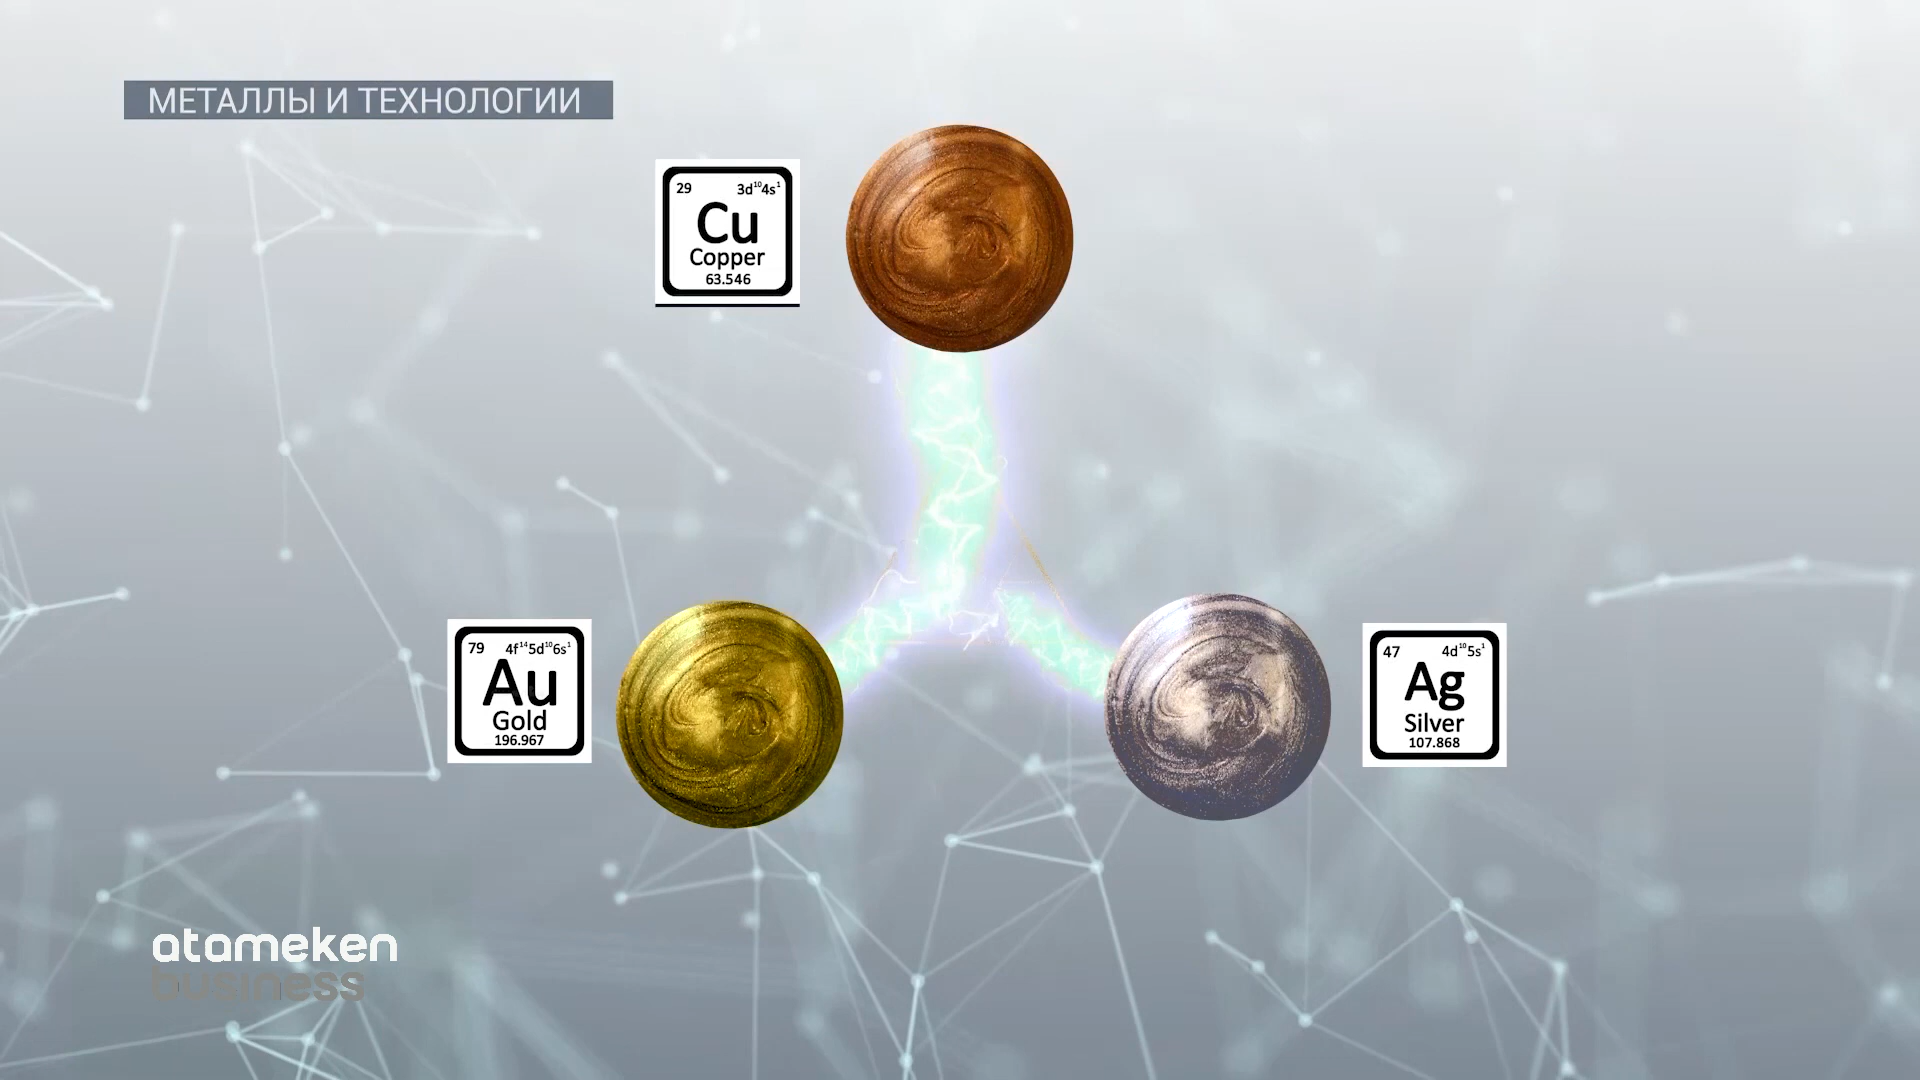 МЕТАЛЛЫ И ТЕХНОЛОГИИ
29 3d¹⁰4s¹
Cu
Copper
63.546
79 4f¹⁴5d¹⁰6s¹
Au
Gold
196.967
47 4d¹⁰5s¹
Ag
Silver
107.868
atameken
business